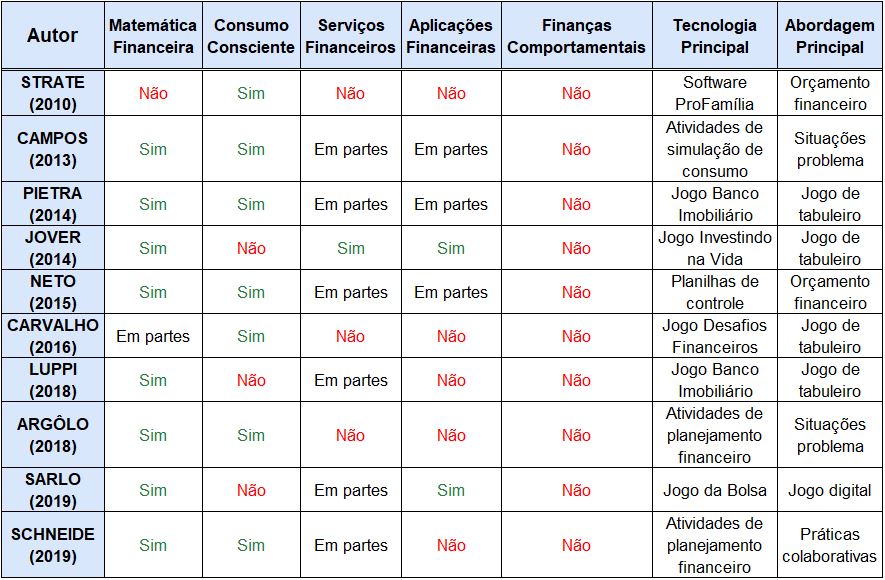 Autor Matemática Financeira Consumo Consciente Serviços Financeiros Aplicações Financeiras Finanças Comportamentais Tecnologia Principal Abordagem Principal
STRATE (2010) Não Sim Não Não Não Software ProFamília Orçamento financeiro
CAMPOS (2013) Sim Sim Em partes Em partes Não Atividades de simulação de consumo Situações problema
PIETRA (2014) Sim Sim Em partes Em partes Não Jogo Banco Imobiliário Jogo de tabuleiro
JOVER (2014) Sim Não Sim Sim Não Jogo Investindo na Vida Jogo de tabuleiro
NETO (2015) Sim Sim Em partes Em partes Não Planilhas de controle Orçamento financeiro
CARVALHO (2016) Em partes Sim Não Não Não Jogo Desafios Financeiros Jogo de tabuleiro
LUPPI (2018) Sim Não Em partes Não Não Jogo Banco Imobiliário Jogo de tabuleiro
ARGÔLO (2018) Sim Sim Não Não Não Atividades de planejamento financeiro Situações problema
SARLO (2019) Sim Não Em partes Sim Não Jogo da Bolsa Jogo digital
SCHNEIDE (2019) Sim Sim Em partes Não Não Atividades de planejamento financeiro Práticas colaborativas